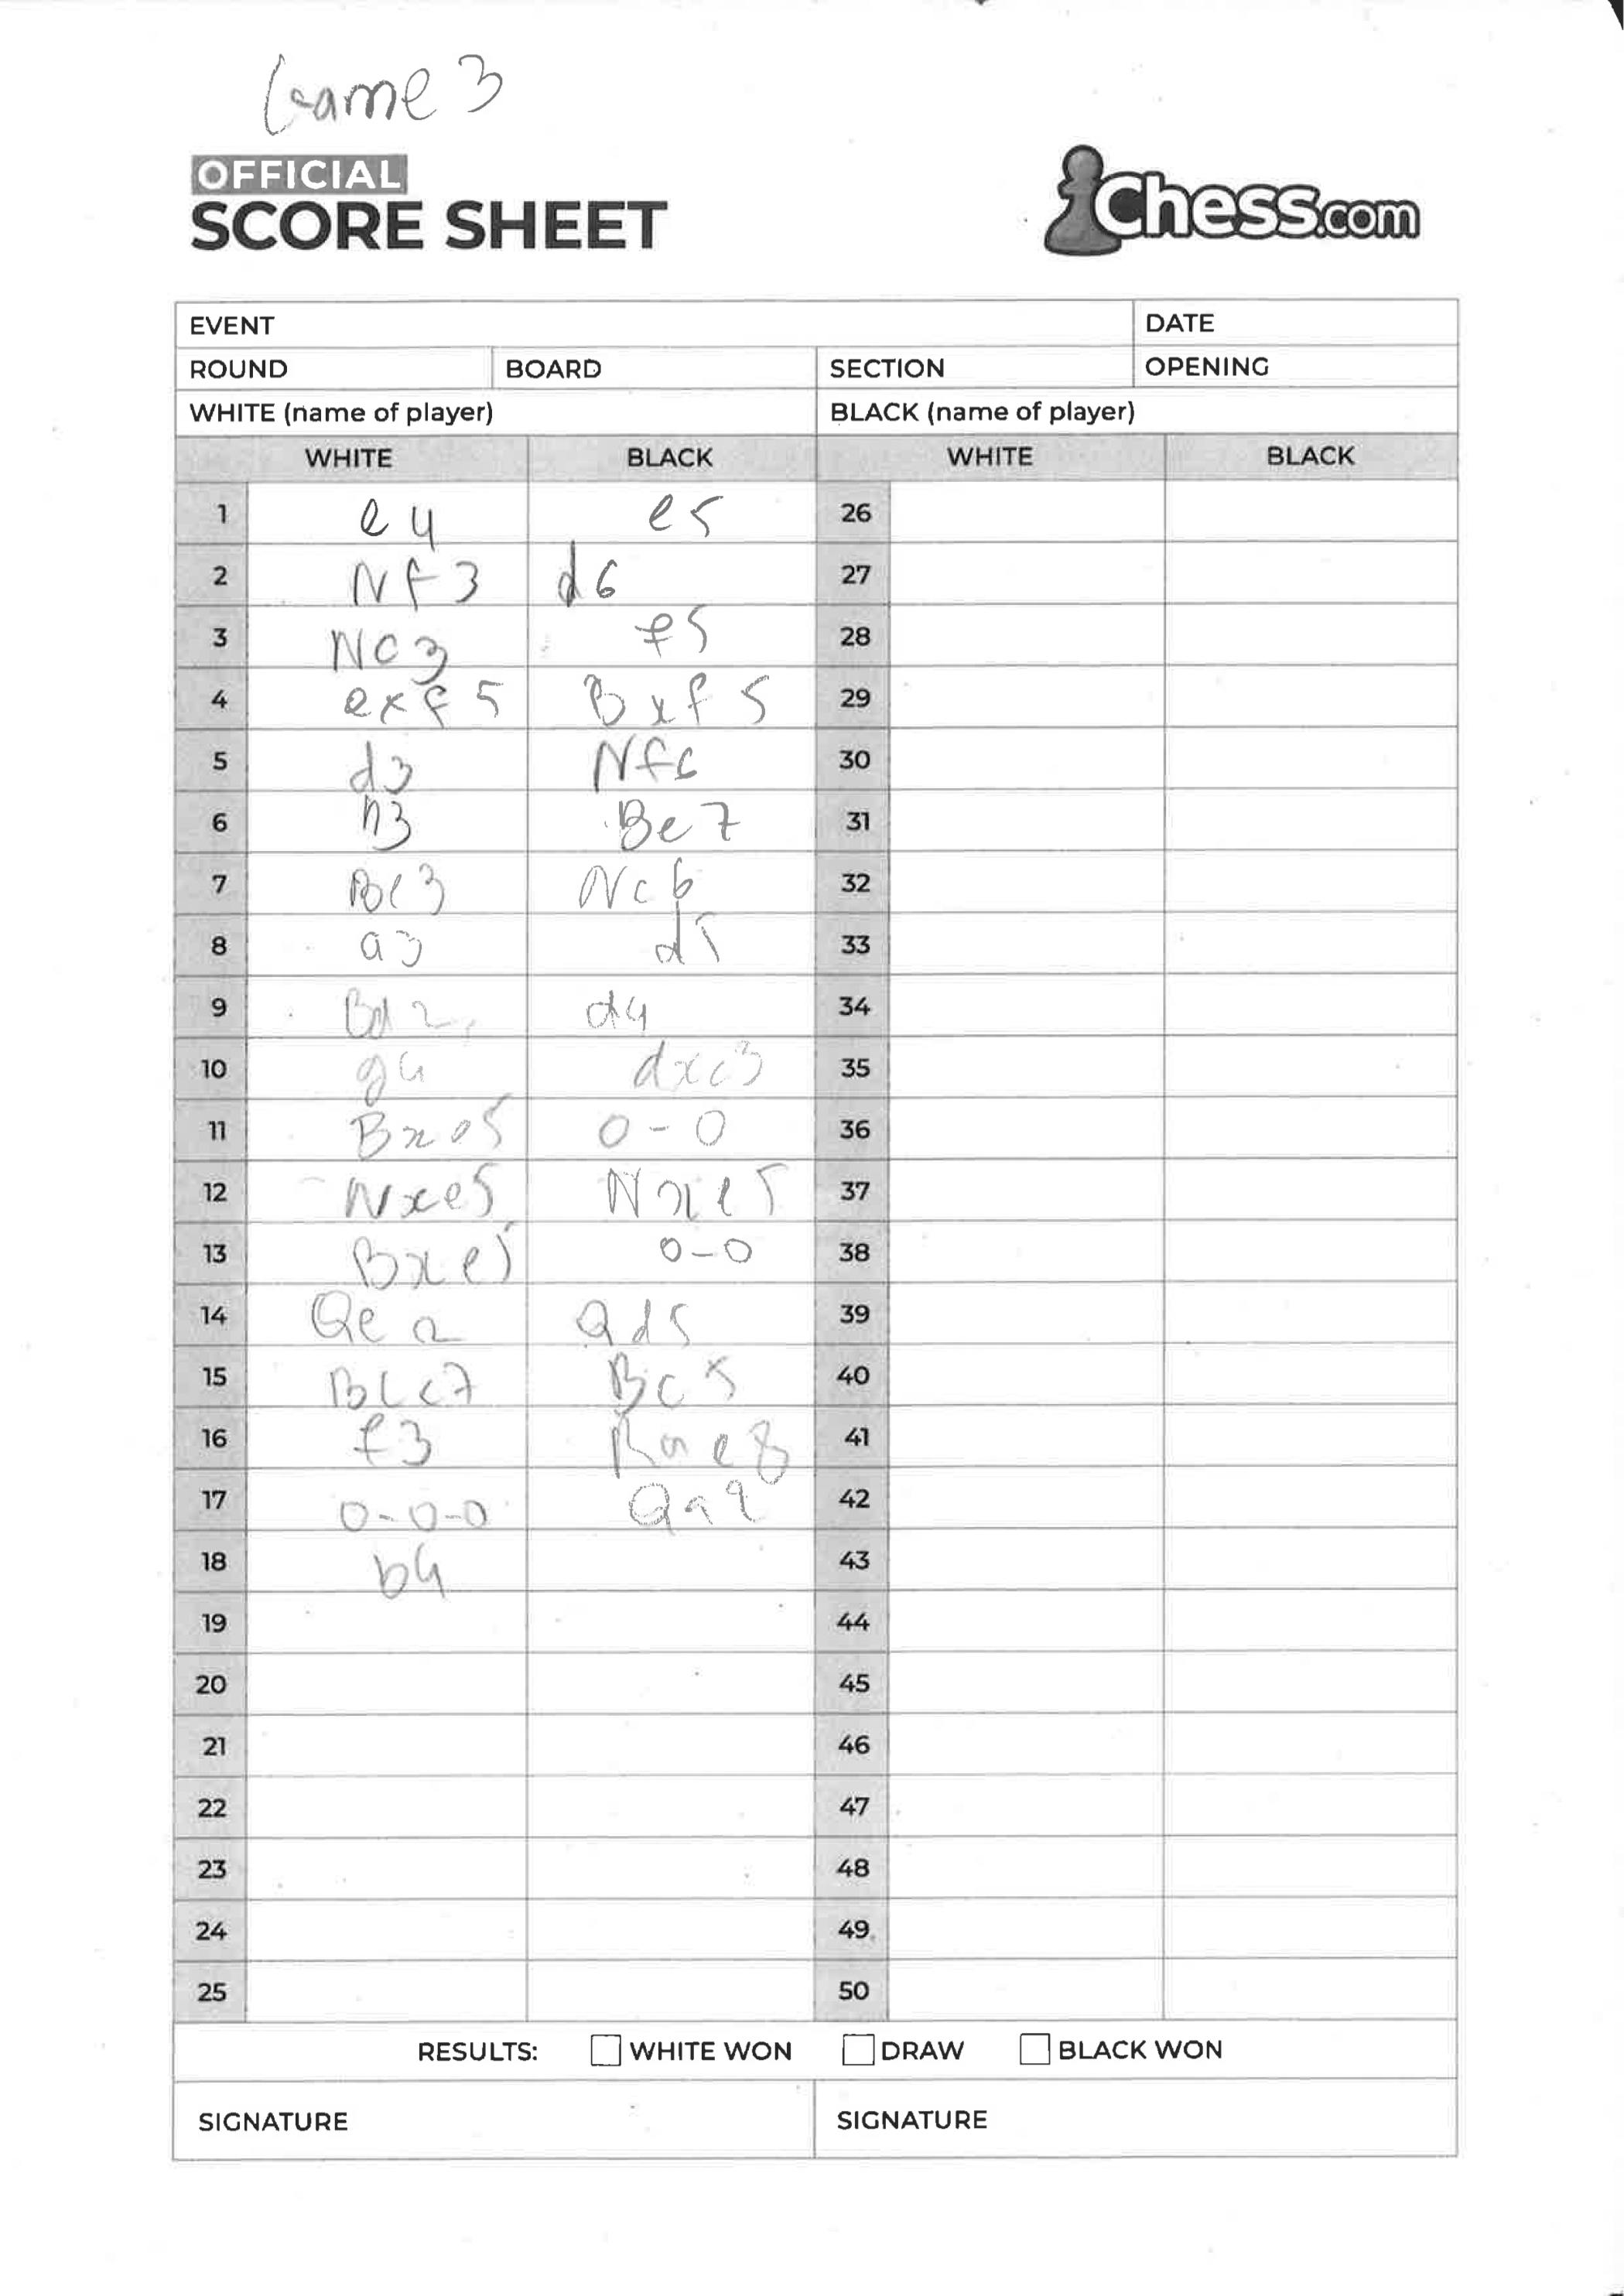 Game 3
OFFICIAL
SCORE SHEET
Chess.com
EVENT DATE
ROUND BOARD SECTION OPENING
WHITE (name of player) BLACK (name of player)
WHITE BLACK WHITE BLACK
1 e4 e5 26
2 Nf3 d6 27
3 Nc3 f5 28
4 exf5 Bxf5 29
5 d3 Nf6 30
6 h3 Be7 31
7 Be3 Nc6 32
8 a3 d5 33
9 Bd2 d4 34
10 g4 dxc3 35
11 Bxe5 0-0 36
12 Nxe5 Nxe5 37
13 Bxe5 0-0 38
14 Qe2 Qd5 39
15 Bxc7 Bc5 40
16 f3 Rae8 41
17 0-0-0 Qa2 42
18 b4 43
19 44
20 45
21 46
22 47
23 48
24 49
25 50
RESULTS: WHITE WON DRAW BLACK WON
SIGNATURE SIGNATURE